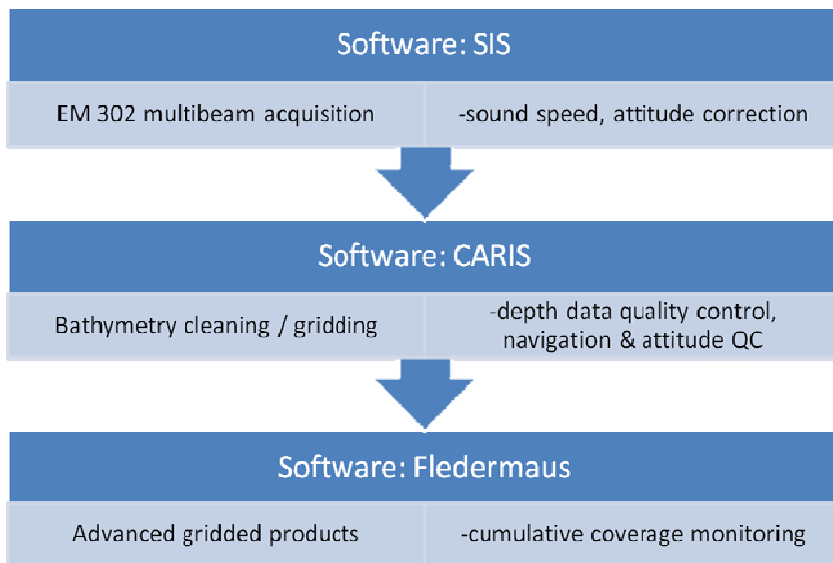 Software: SIS
EM 302 multibeam acquisition
-sound speed, attitude correction
Software: CARIS
Bathymetry cleaning / gridding
-depth data quality control,
navigation & attitude QC
Software: Fledermaus
Advanced gridded products
-cumulative coverage monitoring